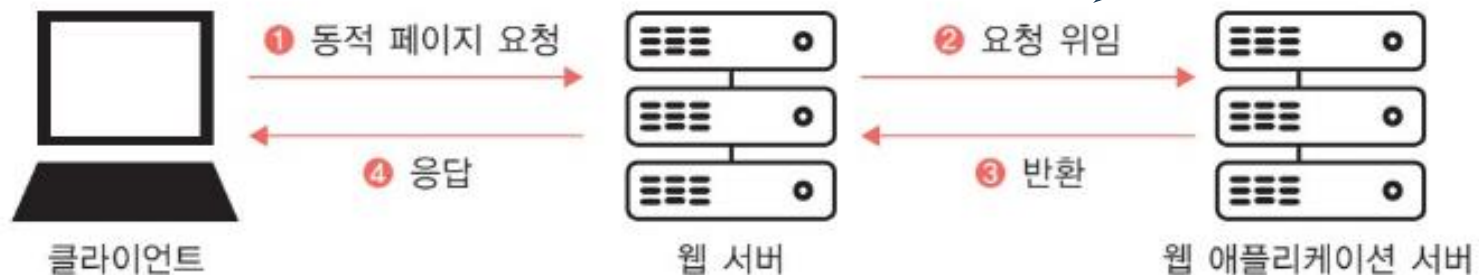 ❶ 동적 페이지 요청
❷ 요청 위임
❹ 응답
❸ 반환
클라이언트
웹 서버
웹 애플리케이션 서버